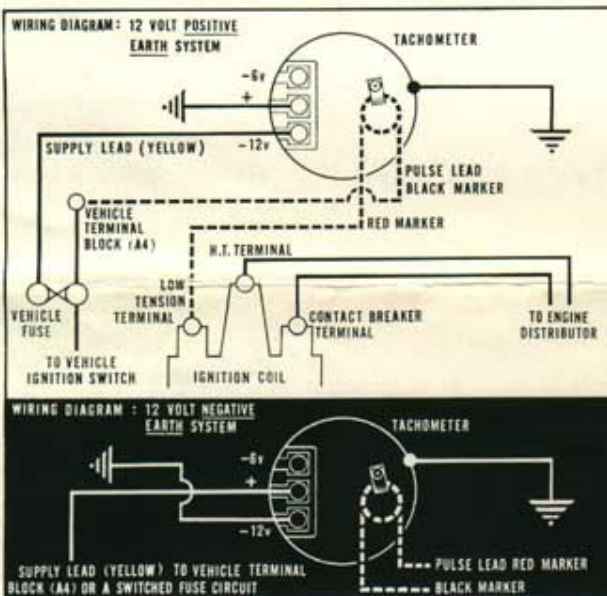 WIRING DIAGRAM: 12 VOLT POSITIVE
EARTH SYSTEM
TACHOMETER
-6v
+
-12v
SUPPLY LEAD (YELLOW)
PULSE LEAD
BLACK MARKER
VEHICLE
TERMINAL
BLOCK (A4)
RED MARKER
H.T. TERMINAL
LOW
TENSION
TERMINAL
CONTACT BREAKER
TERMINAL
TO ENGINE
DISTRIBUTOR
VEHICLE
FUSE
TO VEHICLE
IGNITION SWITCH
IGNITION COIL
WIRING DIAGRAM : 12 VOLT NEGATIVE
EARTH SYSTEM
TACHOMETER
-6v
+
-12v
SUPPLY LEAD (YELLOW) TO VEHICLE TERMINAL
BLOCK (A4) OR A SWITCHED FUSE CIRCUIT
PULSE LEAD RED MARKER
BLACK MARKER